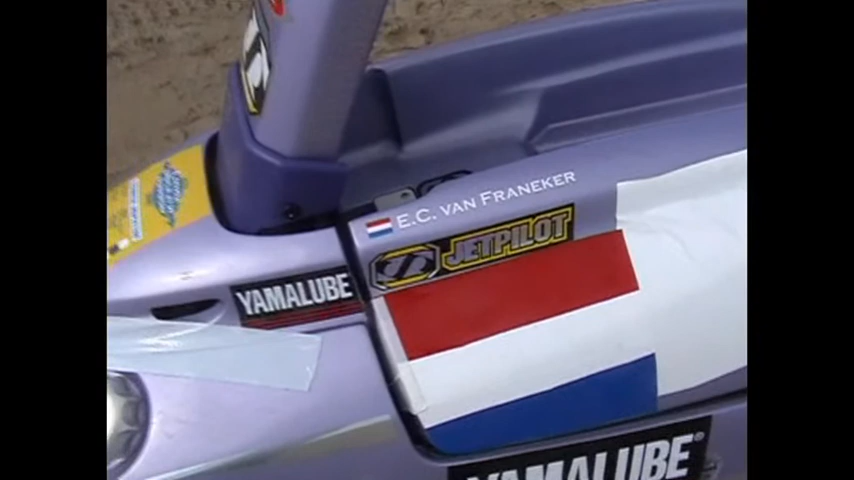 E.C. VAN FRANEKER
JETPILOT
YAMALUBE
YAMALUBE®